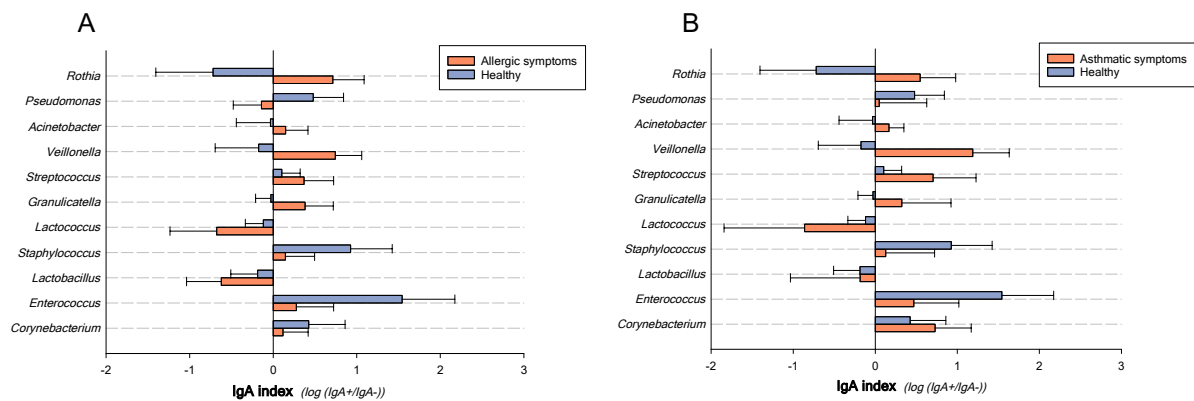 A
Allergic symptoms
Healthy
Rothia
Pseudomonas
Acinetobacter
Veillonella
Streptococcus
Granulicatella
Lactococcus
Staphylococcus
Lactobacillus
Enterococcus
Corynebacterium
-2 -1 0 1 2 3
IgA index (log (IgA+/IgA-))
B
Asthmatic symptoms
Healthy
Rothia
Pseudomonas
Acinetobacter
Veillonella
Streptococcus
Granulicatella
Lactococcus
Staphylococcus
Lactobacillus
Enterococcus
Corynebacterium
-2 -1 0 1 2 3
IgA index (log (IgA+/IgA-))